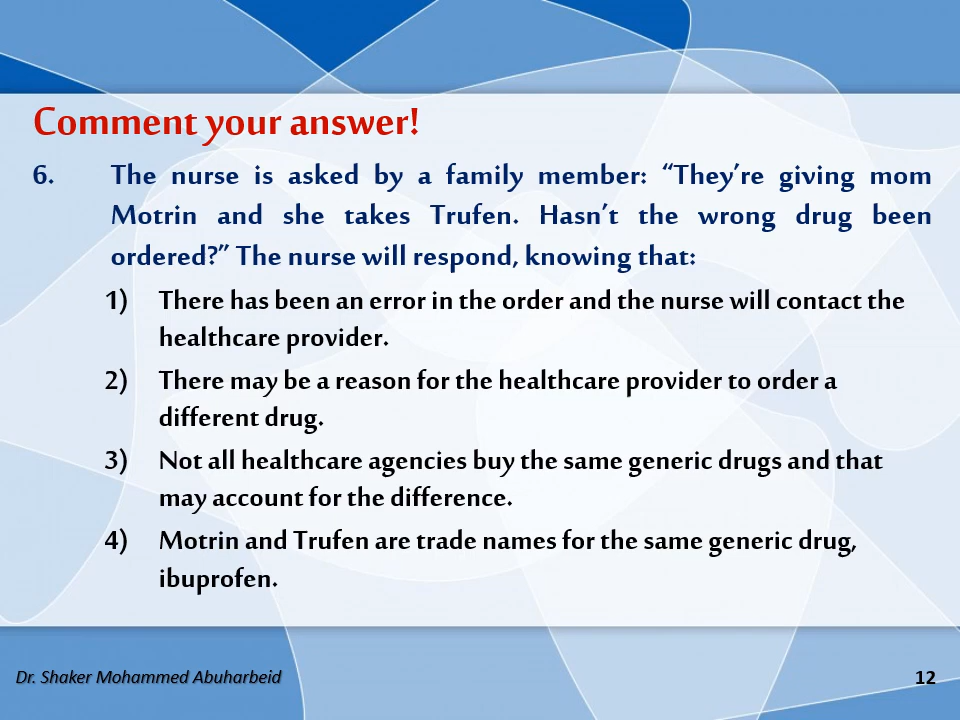 Comment your answer!
6. The nurse is asked by a family member: “They’re giving mom
Motrin and she takes Trufen. Hasn’t the wrong drug been
ordered?” The nurse will respond, knowing that:
1) There has been an error in the order and the nurse will contact the
healthcare provider.
2) There may be a reason for the healthcare provider to order a
different drug.
3) Not all healthcare agencies buy the same generic drugs and that
may account for the difference.
4) Motrin and Trufen are trade names for the same generic drug,
ibuprofen.
Dr. Shaker Mohammed Abuharbeid
12